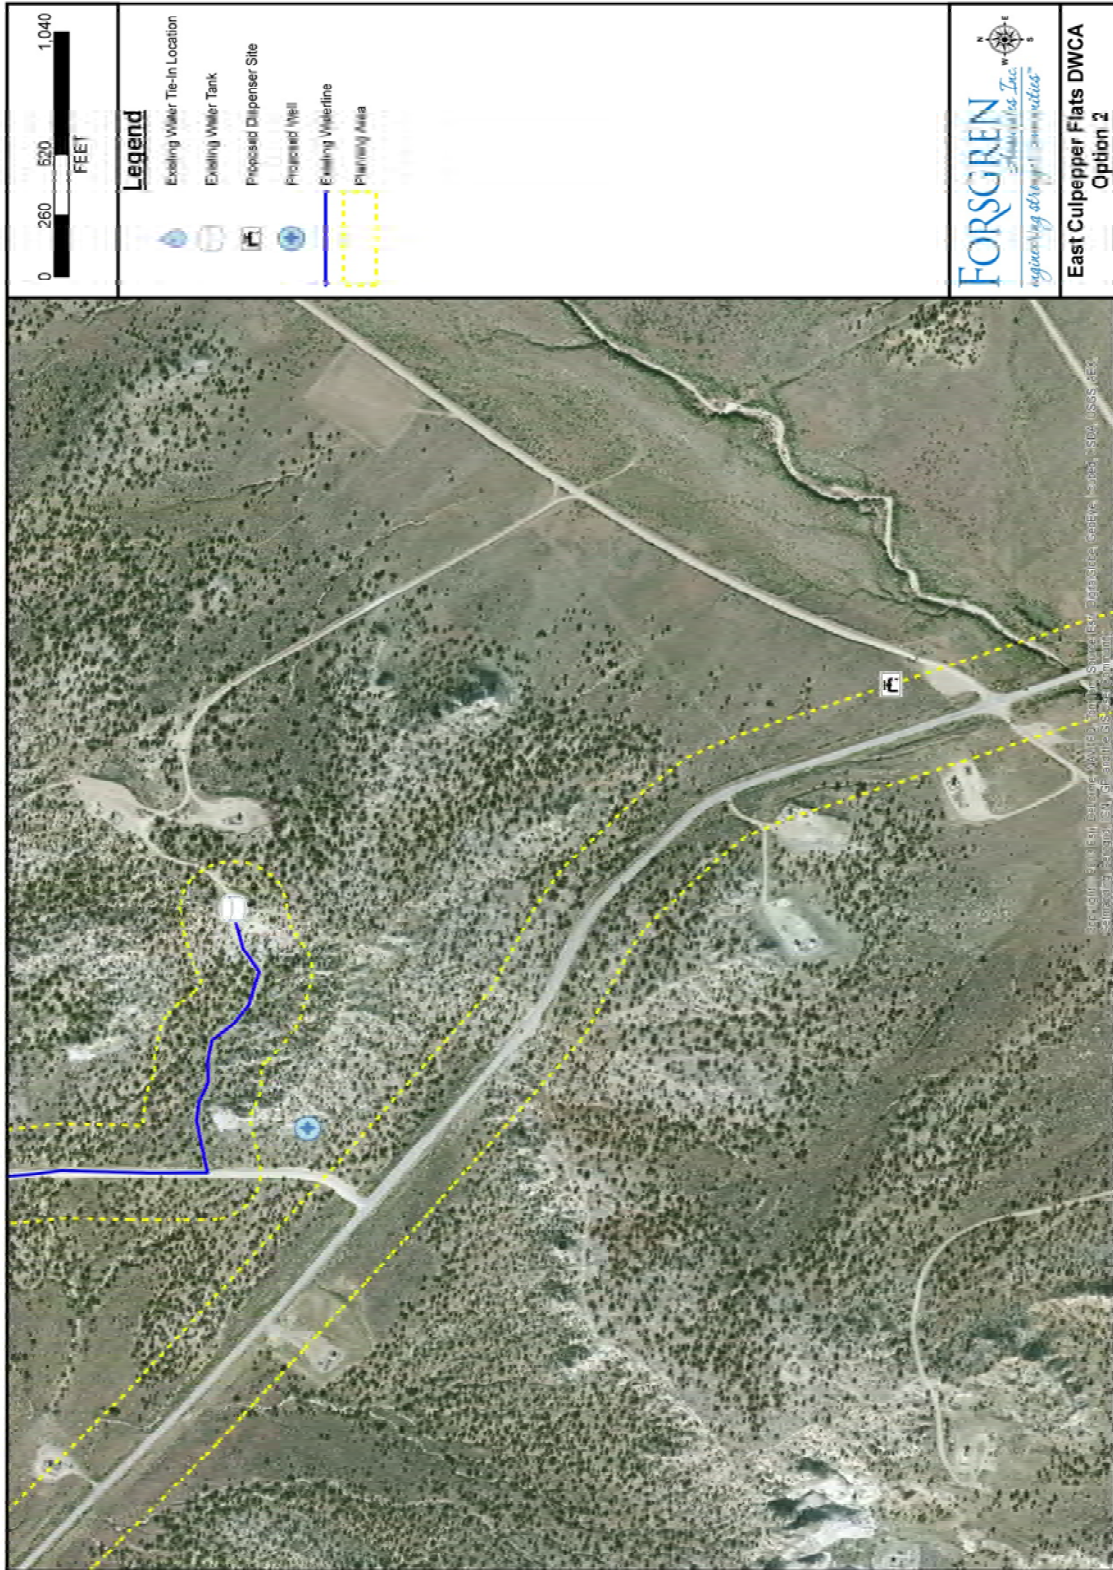 0 260 520 1,040
FEET
Legend
Existing Water Tie-In Location
Existing Water Tank
Proposed Dispenser Site
Proposed Well
Existing Waterline
Planning Area
FORSGREN
Associates Inc.
engineering stronger communities™
N
W E
S
East Culpepper Flats DWCA
Option 2